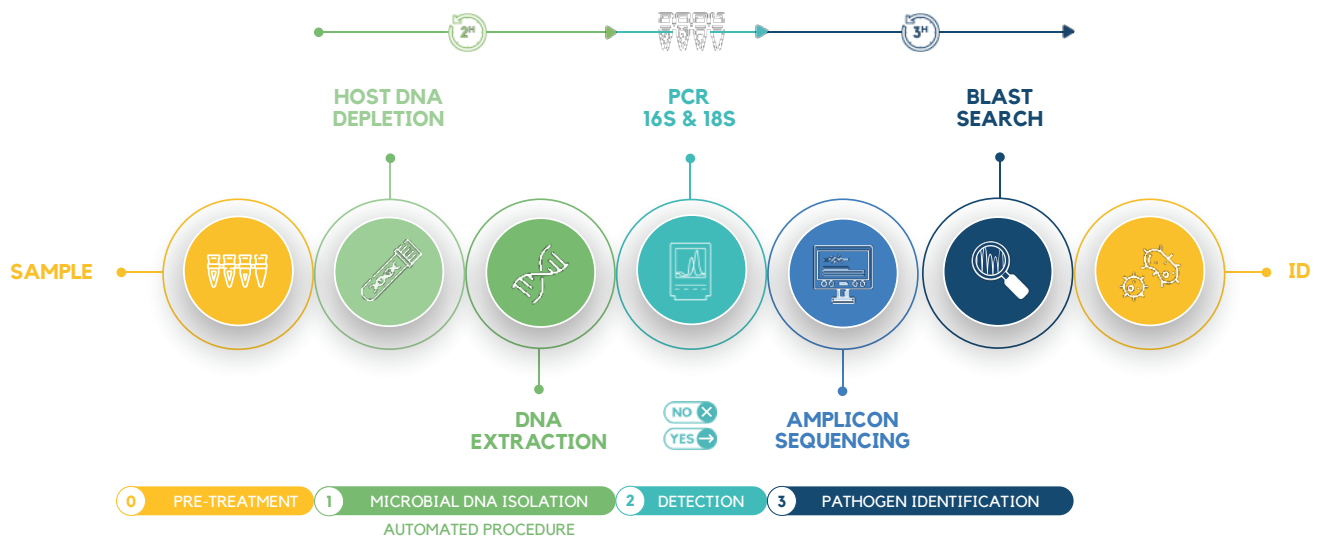 2H
3H
HOST DNA
DEPLETION
PCR
16S & 18S
BLAST
SEARCH
SAMPLE
ID
DNA
EXTRACTION
NO
YES
AMPLICON
SEQUENCING
0 PRE-TREATMENT
1 MICROBIAL DNA ISOLATION
2 DETECTION
3 PATHOGEN IDENTIFICATION
AUTOMATED PROCEDURE